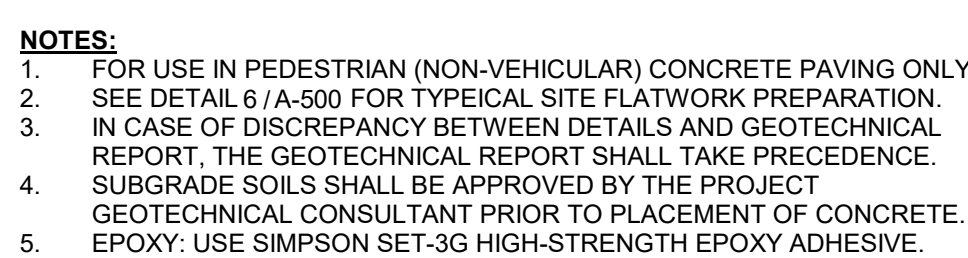 NOTES:
1. FOR USE IN PEDESTRIAN (NON-VEHICULAR) CONCRETE PAVING ONLY
2. SEE DETAIL 6 / A-500 FOR TYPEICAL SITE FLATWORK PREPARATION.
3. IN CASE OF DISCREPANCY BETWEEN DETAILS AND GEOTECHNICAL
REPORT, THE GEOTECHNICAL REPORT SHALL TAKE PRECEDENCE.
4. SUBGRADE SOILS SHALL BE APPROVED BY THE PROJECT
GEOTECHNICAL CONSULTANT PRIOR TO PLACEMENT OF CONCRETE.
5. EPOXY: USE SIMPSON SET-3G HIGH-STRENGTH EPOXY ADHESIVE.